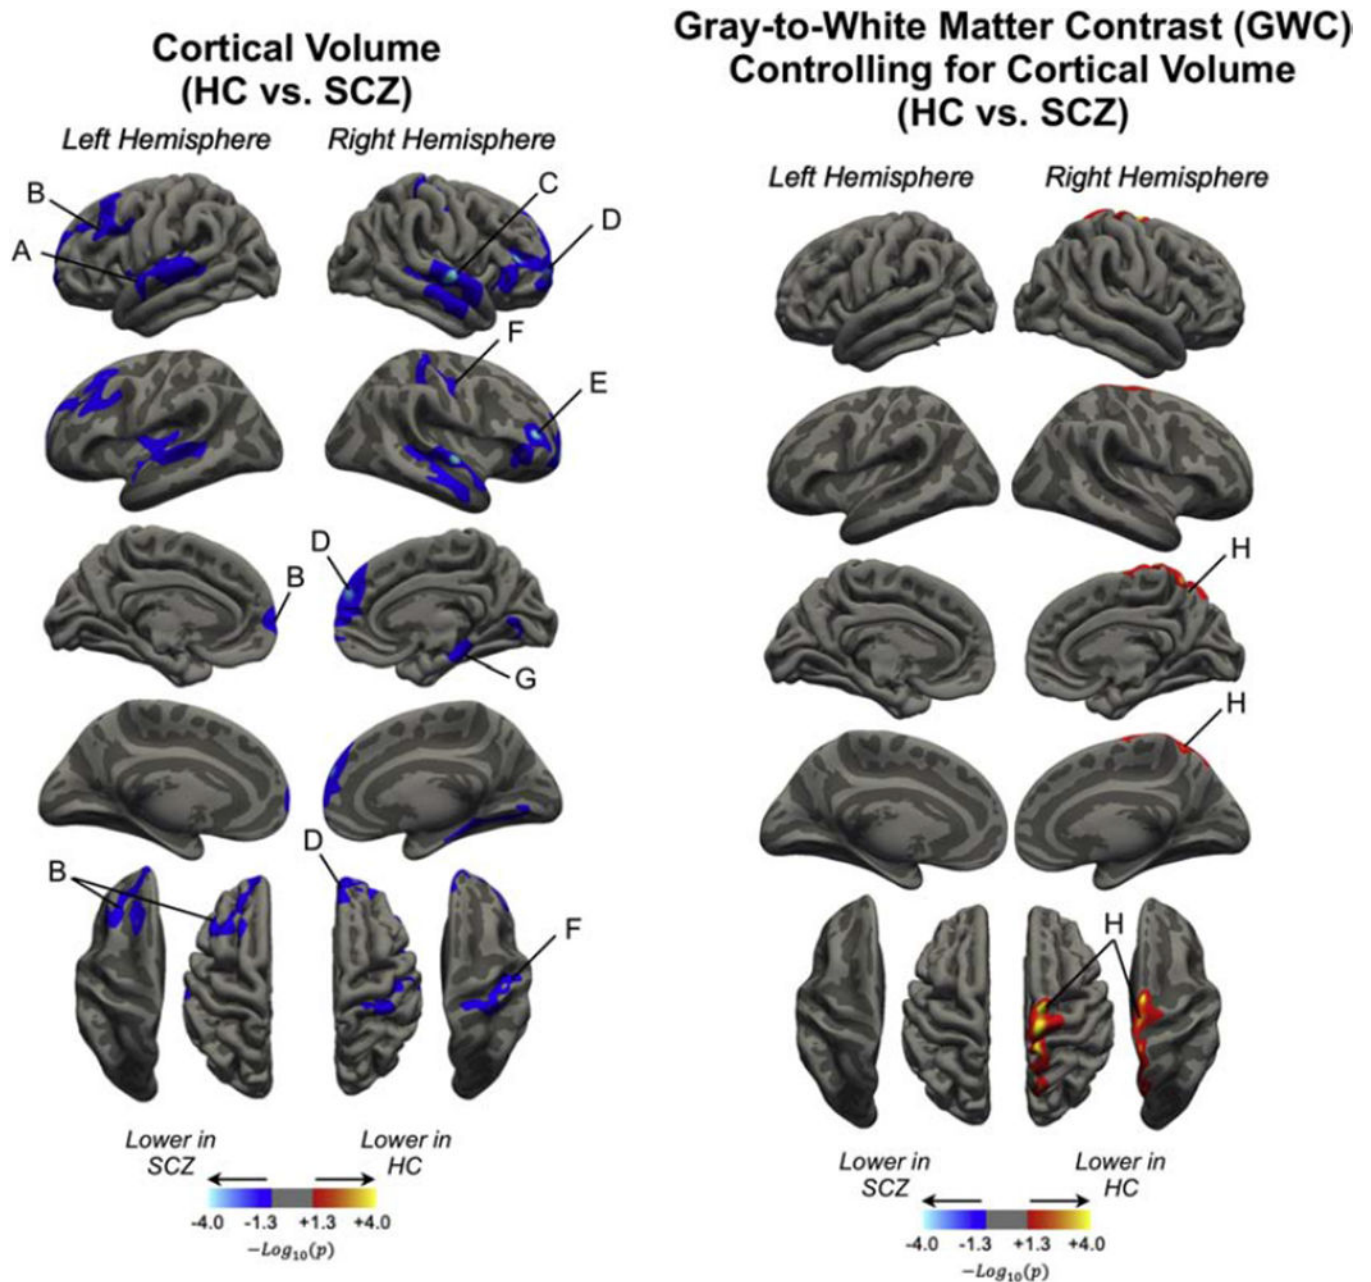 Cortical Volume
(HC vs. SCZ)
Left Hemisphere Right Hemisphere
B
A
C
D
F
E
D
B
G
D
B
F
Lower in
SCZ
Lower in
HC
-4.0 -1.3 +1.3 +4.0
−Log₁₀(p)
Gray-to-White Matter Contrast (GWC)
Controlling for Cortical Volume
(HC vs. SCZ)
Left Hemisphere Right Hemisphere
H
H
H
Lower in
SCZ
Lower in
HC
-4.0 -1.3 +1.3 +4.0
−Log₁₀(p)